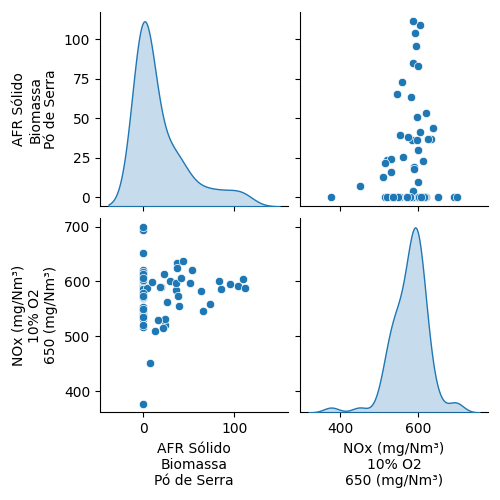 AFR Sólido
Biomassa
Pó de Serra
100
75
50
25
0
NOx (mg/Nm³)
10% O2
650 (mg/Nm³)
700
600
500
400
0 100
400 600
AFR Sólido
Biomassa
Pó de Serra
NOx (mg/Nm³)
10% O2
650 (mg/Nm³)